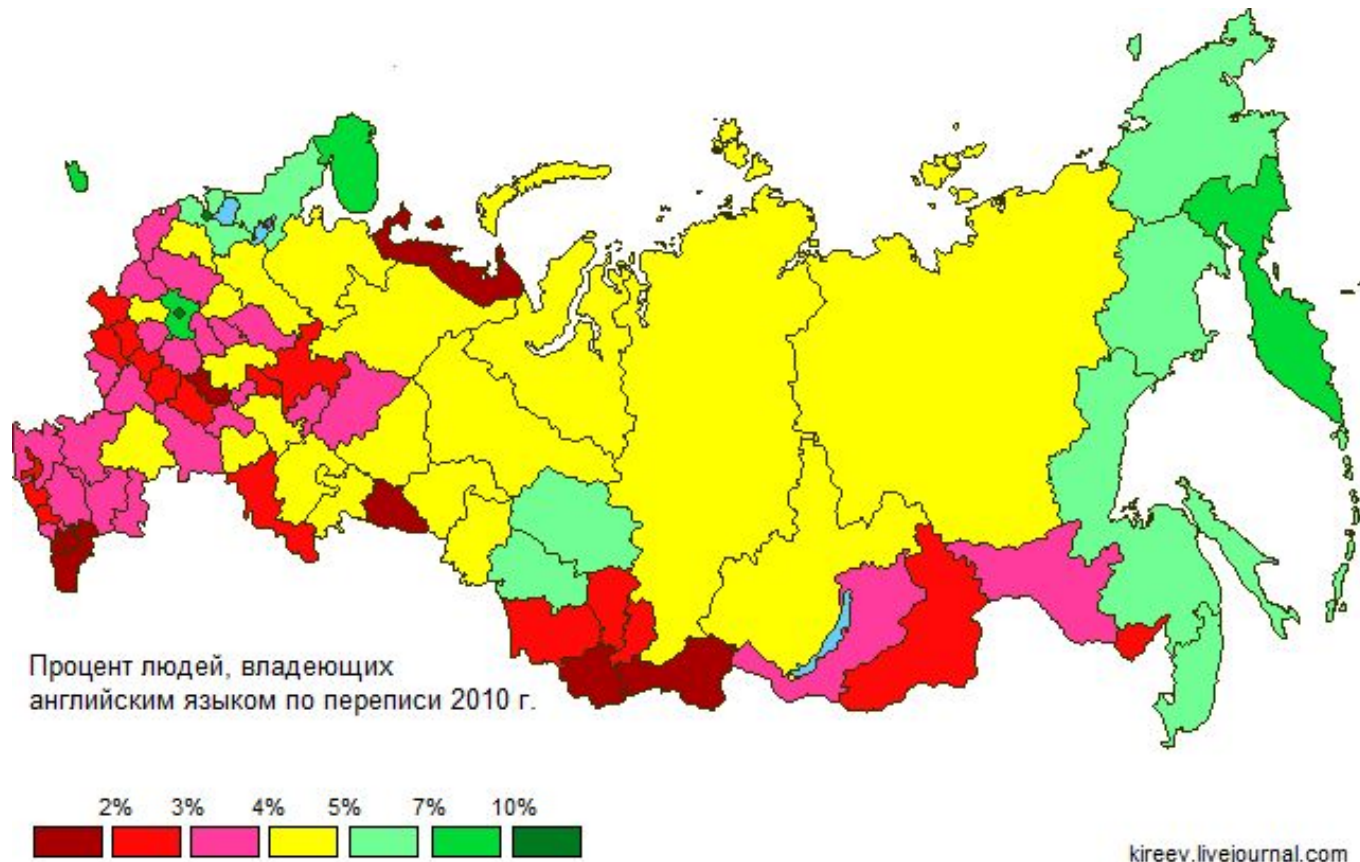 Процент людей, владеющих
английским языком по переписи 2010 г.
2% 3% 4% 5% 7% 10%
kireev.livejournal.com